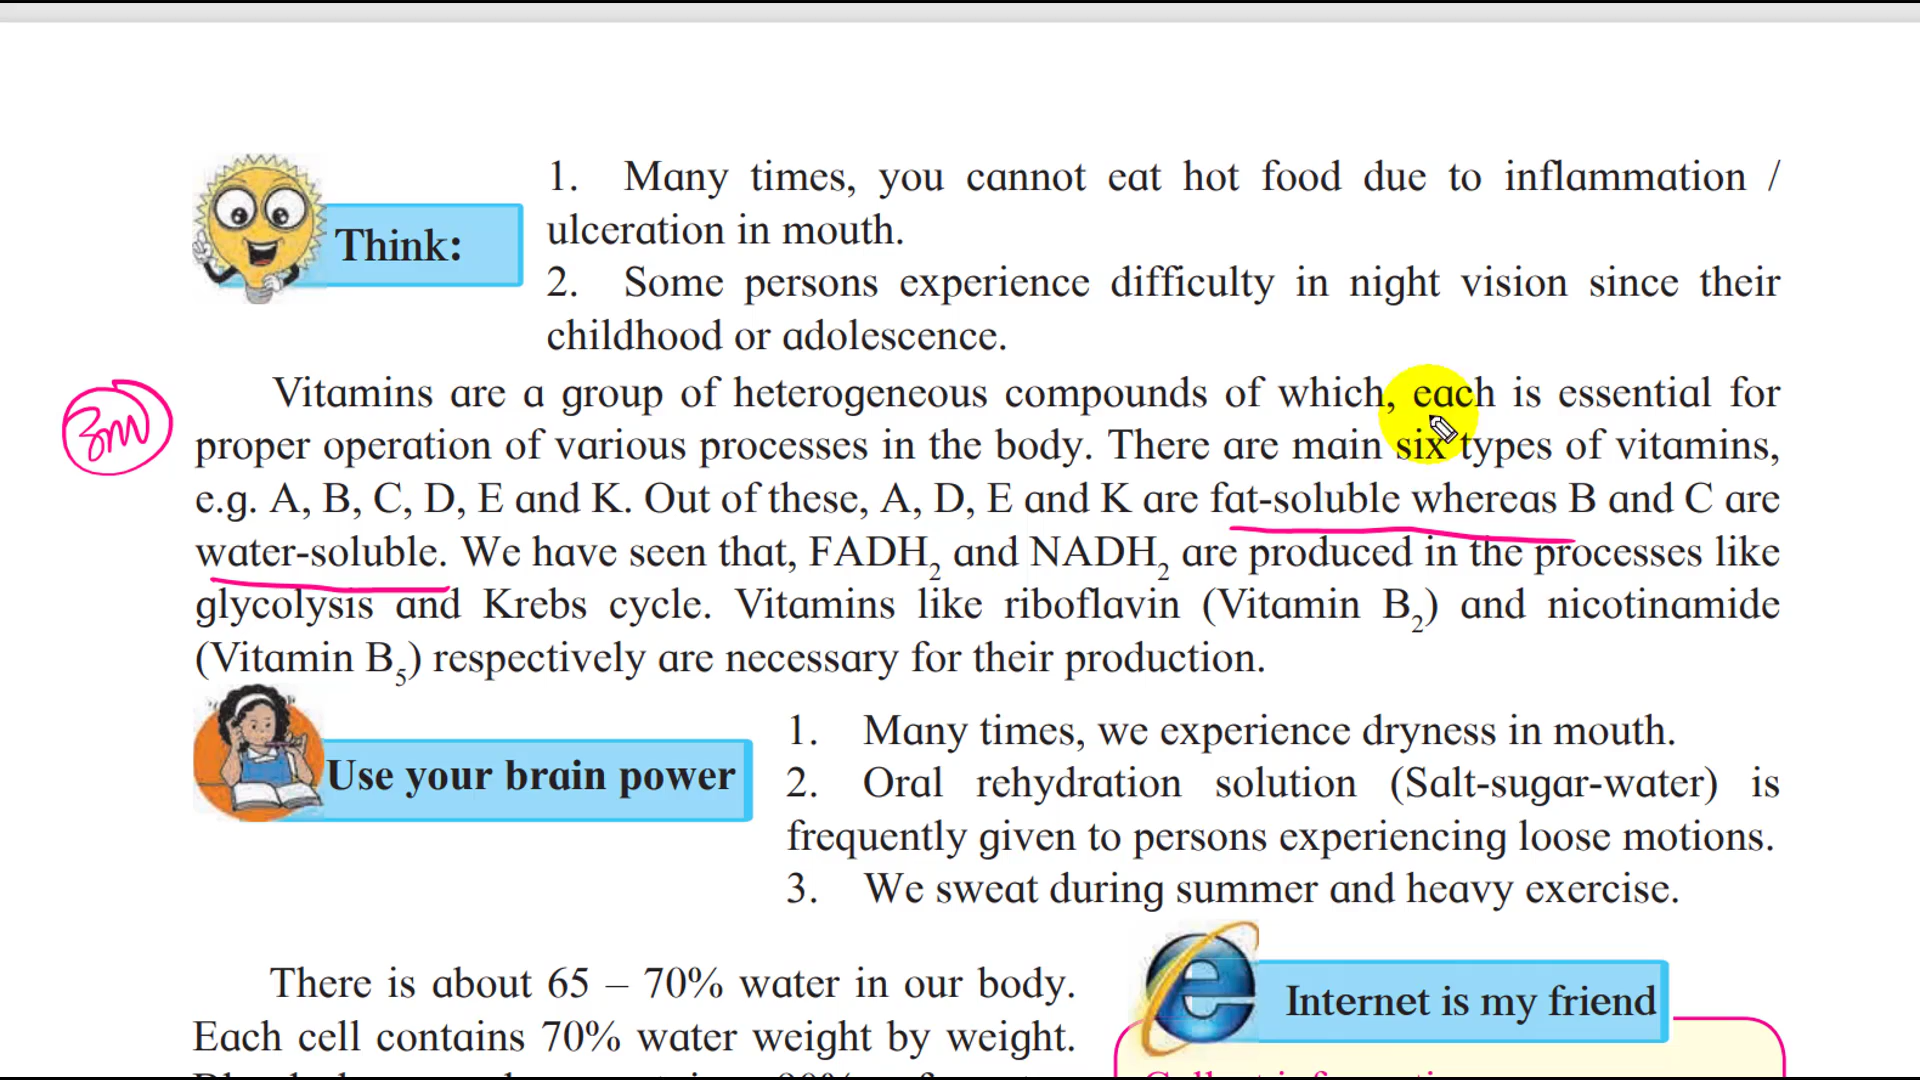 1. Many times, you cannot eat hot food due to inflammation /
ulceration in mouth.
Think:
2. Some persons experience difficulty in night vision since their
childhood or adolescence.
3m
Vitamins are a group of heterogeneous compounds of which, each is essential for
proper operation of various processes in the body. There are main six types of vitamins,
e.g. A, B, C, D, E and K. Out of these, A, D, E and K are fat-soluble whereas B and C are
water-soluble. We have seen that, FADH₂ and NADH₂ are produced in the processes like
glycolysis and Krebs cycle. Vitamins like riboflavin (Vitamin B₂) and nicotinamide
(Vitamin B₅) respectively are necessary for their production.
Use your brain power
1. Many times, we experience dryness in mouth.
2. Oral rehydration solution (Salt-sugar-water) is
frequently given to persons experiencing loose motions.
3. We sweat during summer and heavy exercise.
There is about 65 – 70% water in our body.
Each cell contains 70% water weight by weight.
Internet is my friend